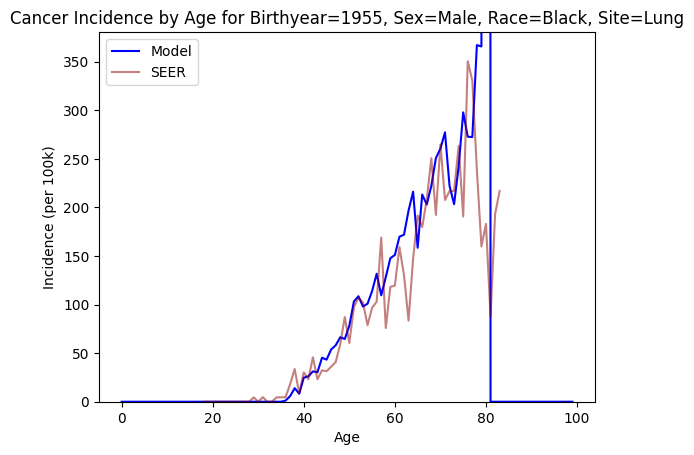 Cancer Incidence by Age for Birthyear=1955, Sex=Male, Race=Black, Site=Lung
Model
SEER
350
300
250
200
150
100
50
0
Incidence (per 100k)
0
20
40
60
80
100
Age